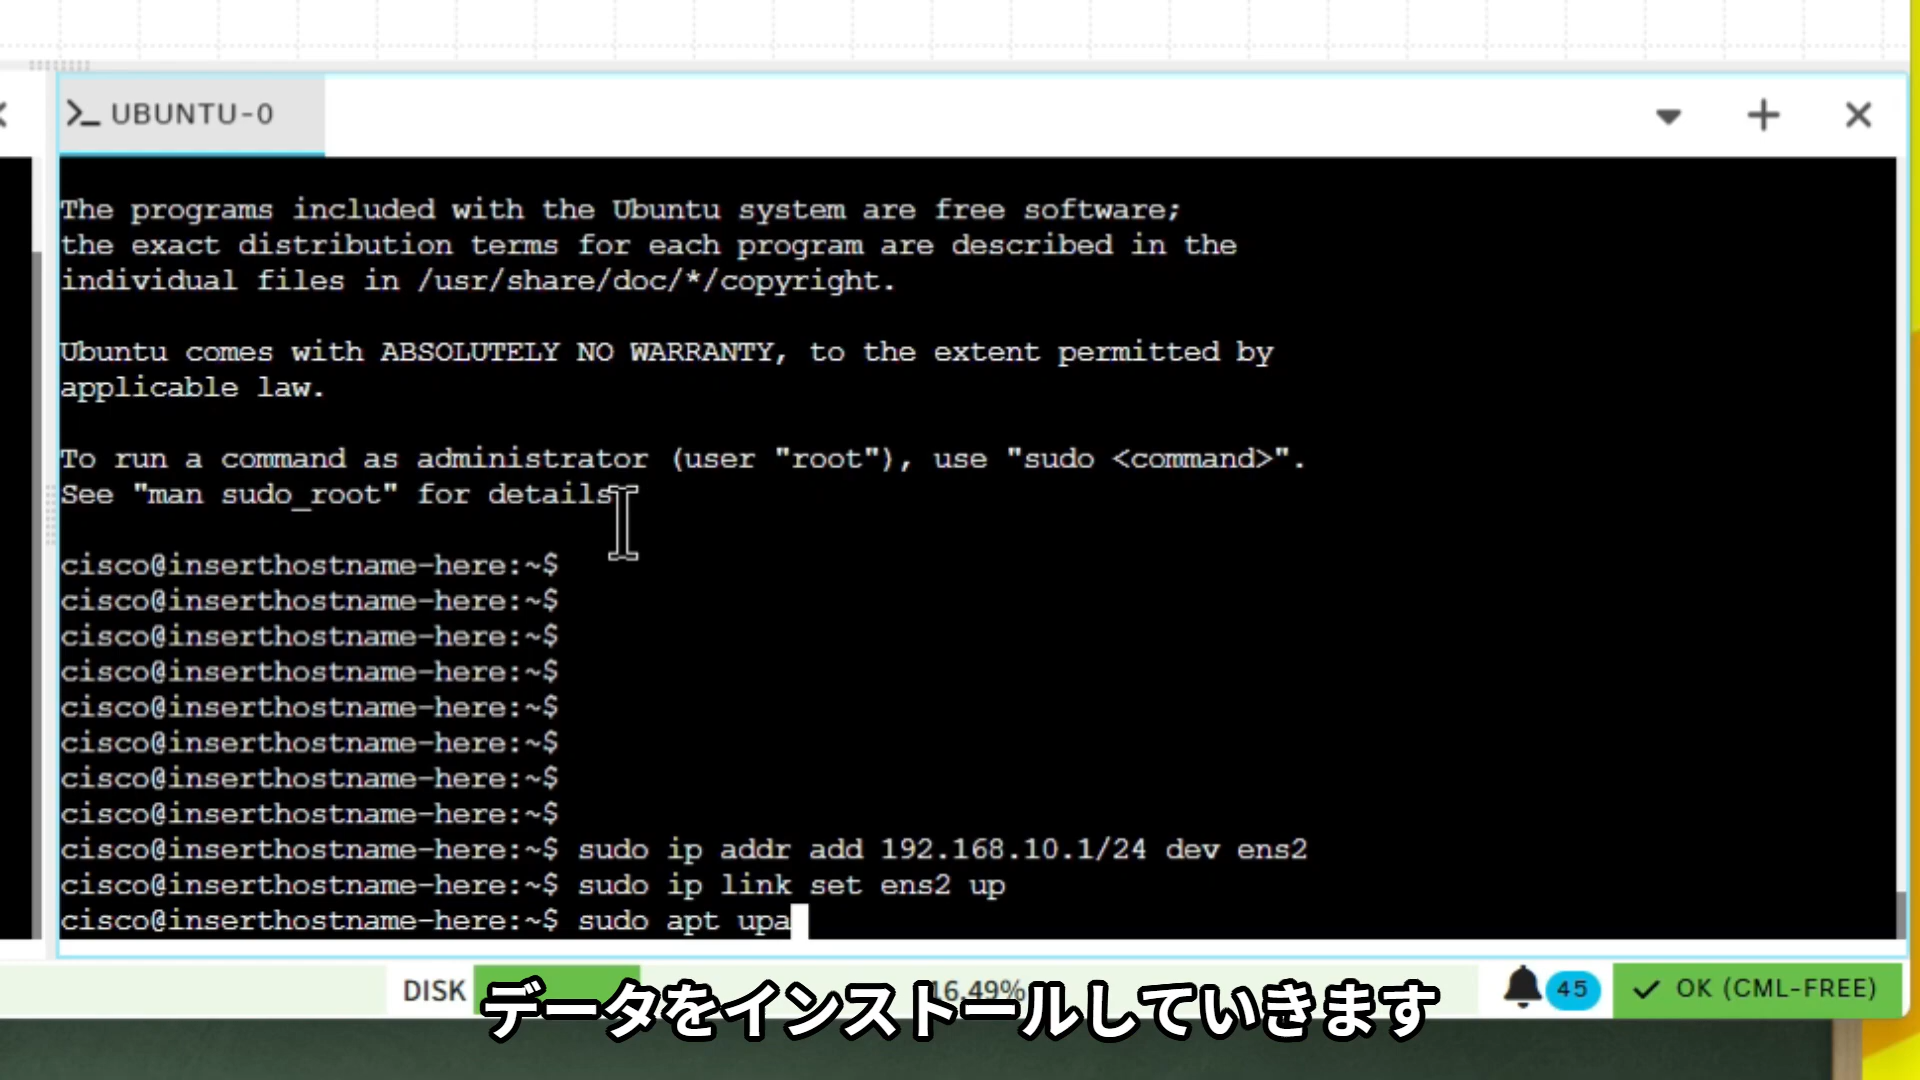 UBUNTU-0
The programs included with the Ubuntu system are free software;
the exact distribution terms for each program are described in the
individual files in /usr/share/doc/*/copyright.
Ubuntu comes with ABSOLUTELY NO WARRANTY, to the extent permitted by
applicable law.
To run a command as administrator (user "root"), use "sudo <command>".
See "man sudo_root" for details
cisco@inserthostname-here:~$
cisco@inserthostname-here:~$
cisco@inserthostname-here:~$
cisco@inserthostname-here:~$
cisco@inserthostname-here:~$
cisco@inserthostname-here:~$
cisco@inserthostname-here:~$
cisco@inserthostname-here:~$
cisco@inserthostname-here:~$ sudo ip addr add 192.168.10.1/24 dev ens2
cisco@inserthostname-here:~$ sudo ip link set ens2 up
cisco@inserthostname-here:~$ sudo apt upa
DISK 16.49% 45 OK (CML-FREE)
データをインストールしていきます